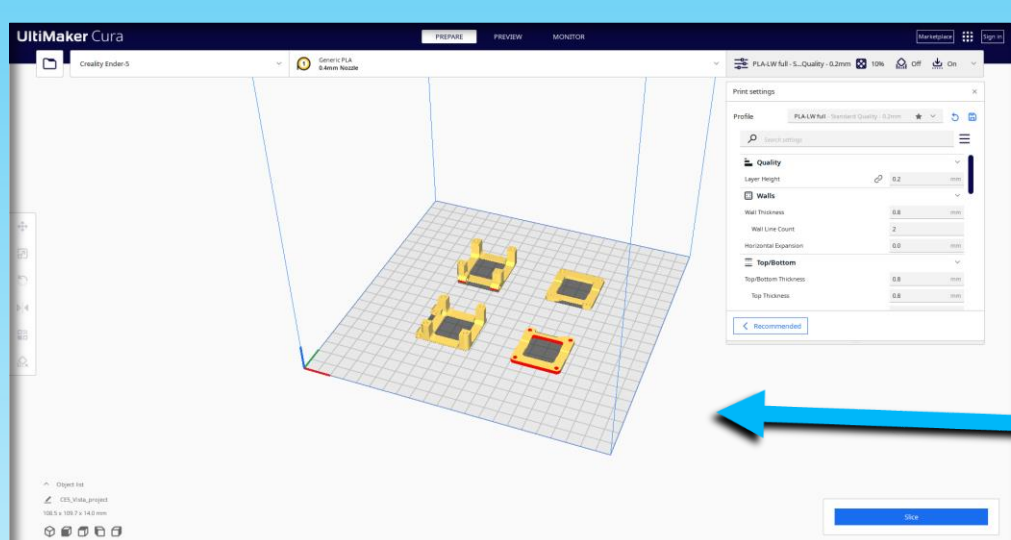 UltiMaker Cura
PREPARE PREVIEW MONITOR
Marketplace Sign in
Creality Ender-5
Generic PLA
0.4mm Nozzle
PLA-LW full - S...Quality - 0.2mm 10% Off On
Print settings
Profile PLA-LW full - Standard Quality - 0.2mm
Search settings
Quality
Layer Height 0.2 mm
Walls
Wall Thickness 0.8 mm
Wall Line Count 2
Horizontal Expansion 0.0 mm
Top/Bottom
Top/Bottom Thickness 0.8 mm
Top Thickness 0.8 mm
Recommended
Object list
CE5_Vista_project
108.5 x 109.7 x 14.0 mm
Slice